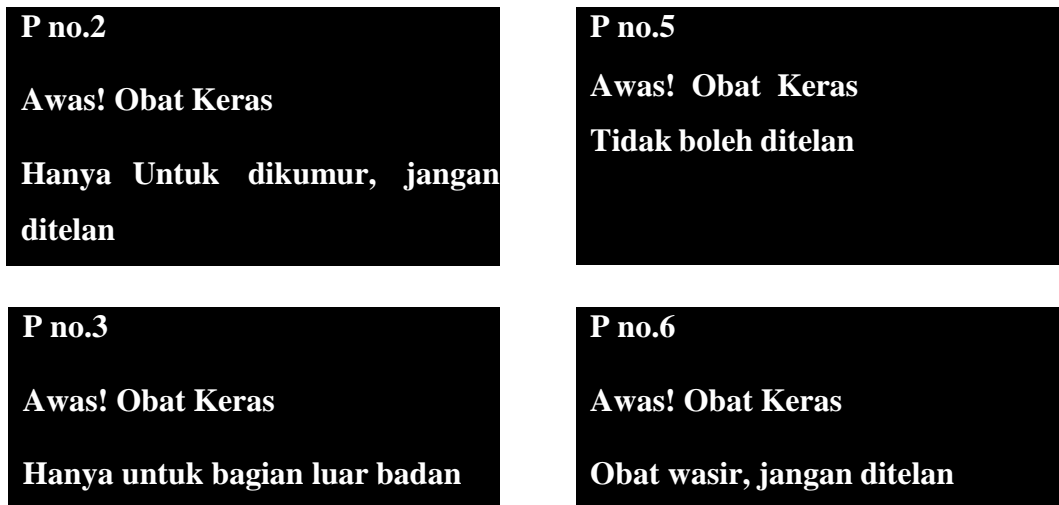 P no.2
Awas! Obat Keras
Hanya Untuk dikumur, jangan
ditelan
P no.5
Awas! Obat Keras
Tidak boleh ditelan
P no.3
Awas! Obat Keras
Hanya untuk bagian luar badan
P no.6
Awas! Obat Keras
Obat wasir, jangan ditelan